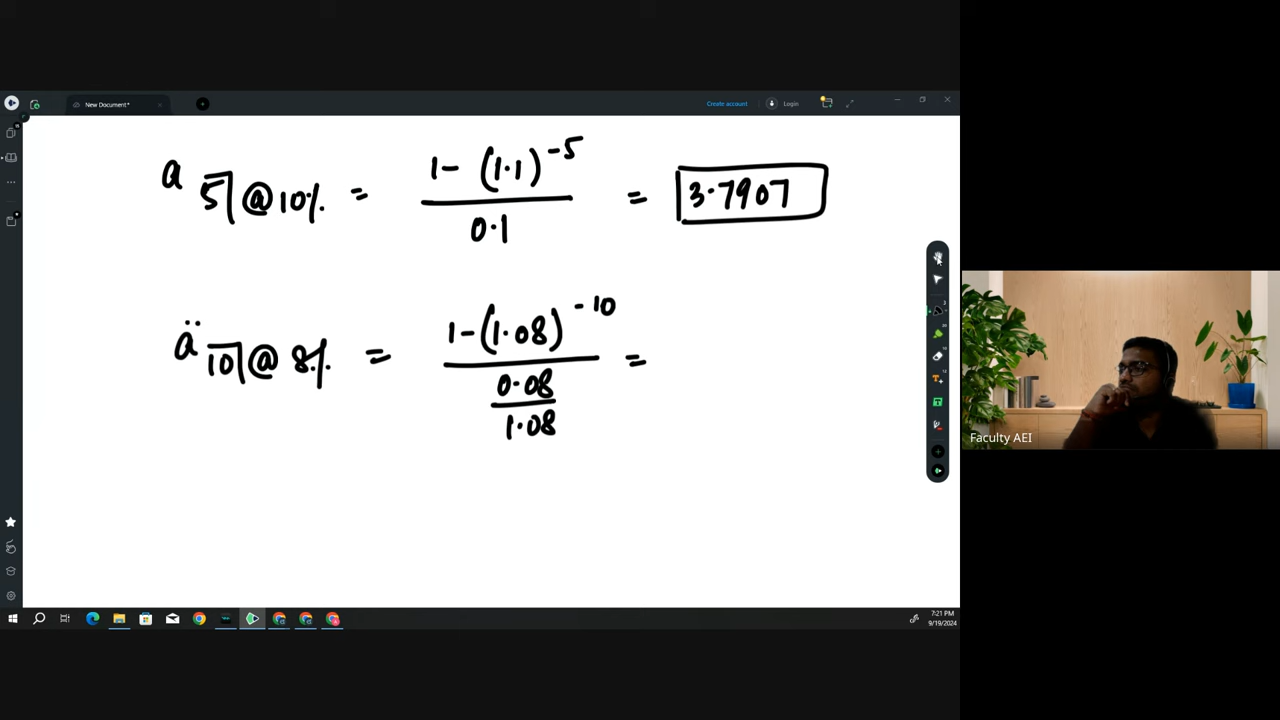 New Document*
Create account
Login
a 5̅| @ 10% = 1 - (1.1)^-5 / 0.1 = 3.7907
ä 10̅| @ 8% = 1 - (1.08)^-10 / (0.08 / 1.08) =
Faculty AEI
7:21 PM
9/19/2024